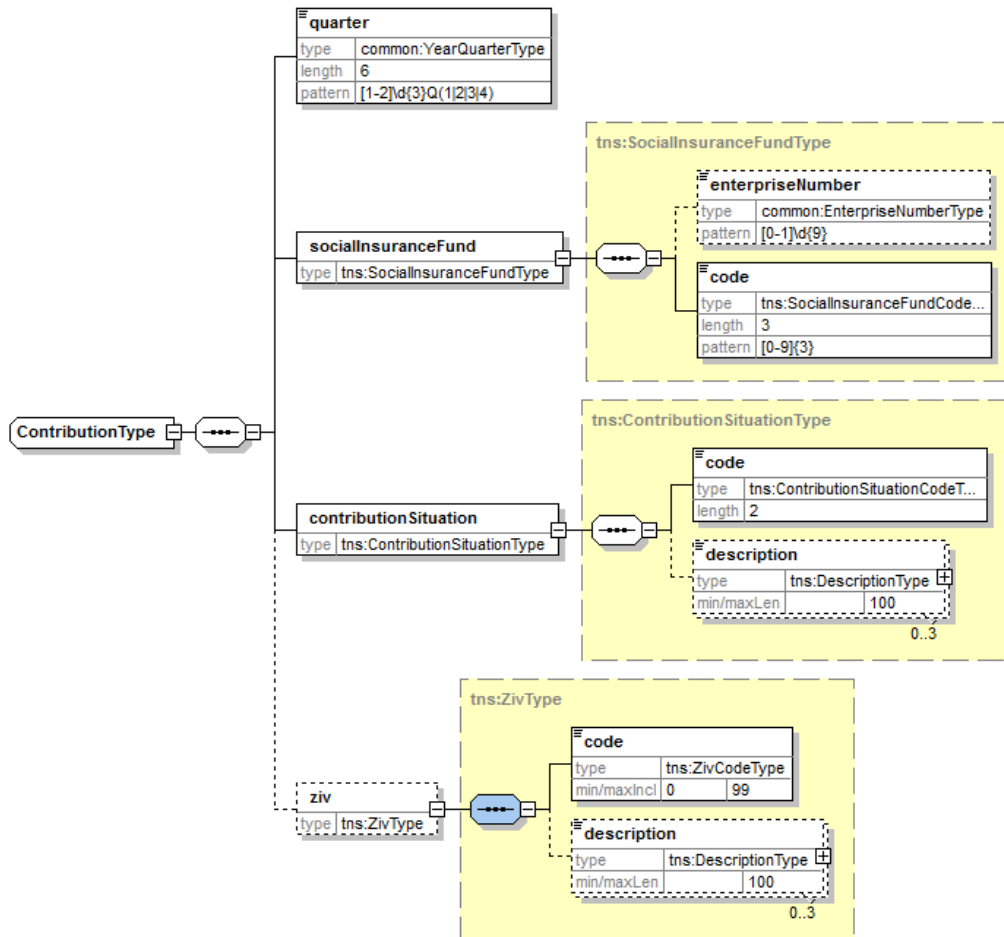 quarter
type common:YearQuarterType
length 6
pattern [1-2]\d{3}Q(1|2|3|4)
tns:SocialInsuranceFundType
enterpriseNumber
type common:EnterpriseNumberType
pattern [0-1]\d{9}
socialInsuranceFund
type tns:SocialInsuranceFundType
code
type tns:SocialInsuranceFundCode...
length 3
pattern [0-9]{3}
ContributionType
tns:ContributionSituationType
code
type tns:ContributionSituationCodeT...
length 2
contributionSituation
type tns:ContributionSituationType
description
type tns:DescriptionType
min/maxLen 100
0..3
tns:ZivType
code
type tns:ZivCodeType
min/maxIncl 0 99
ziv
type tns:ZivType
description
type tns:DescriptionType
min/maxLen 100
0..3